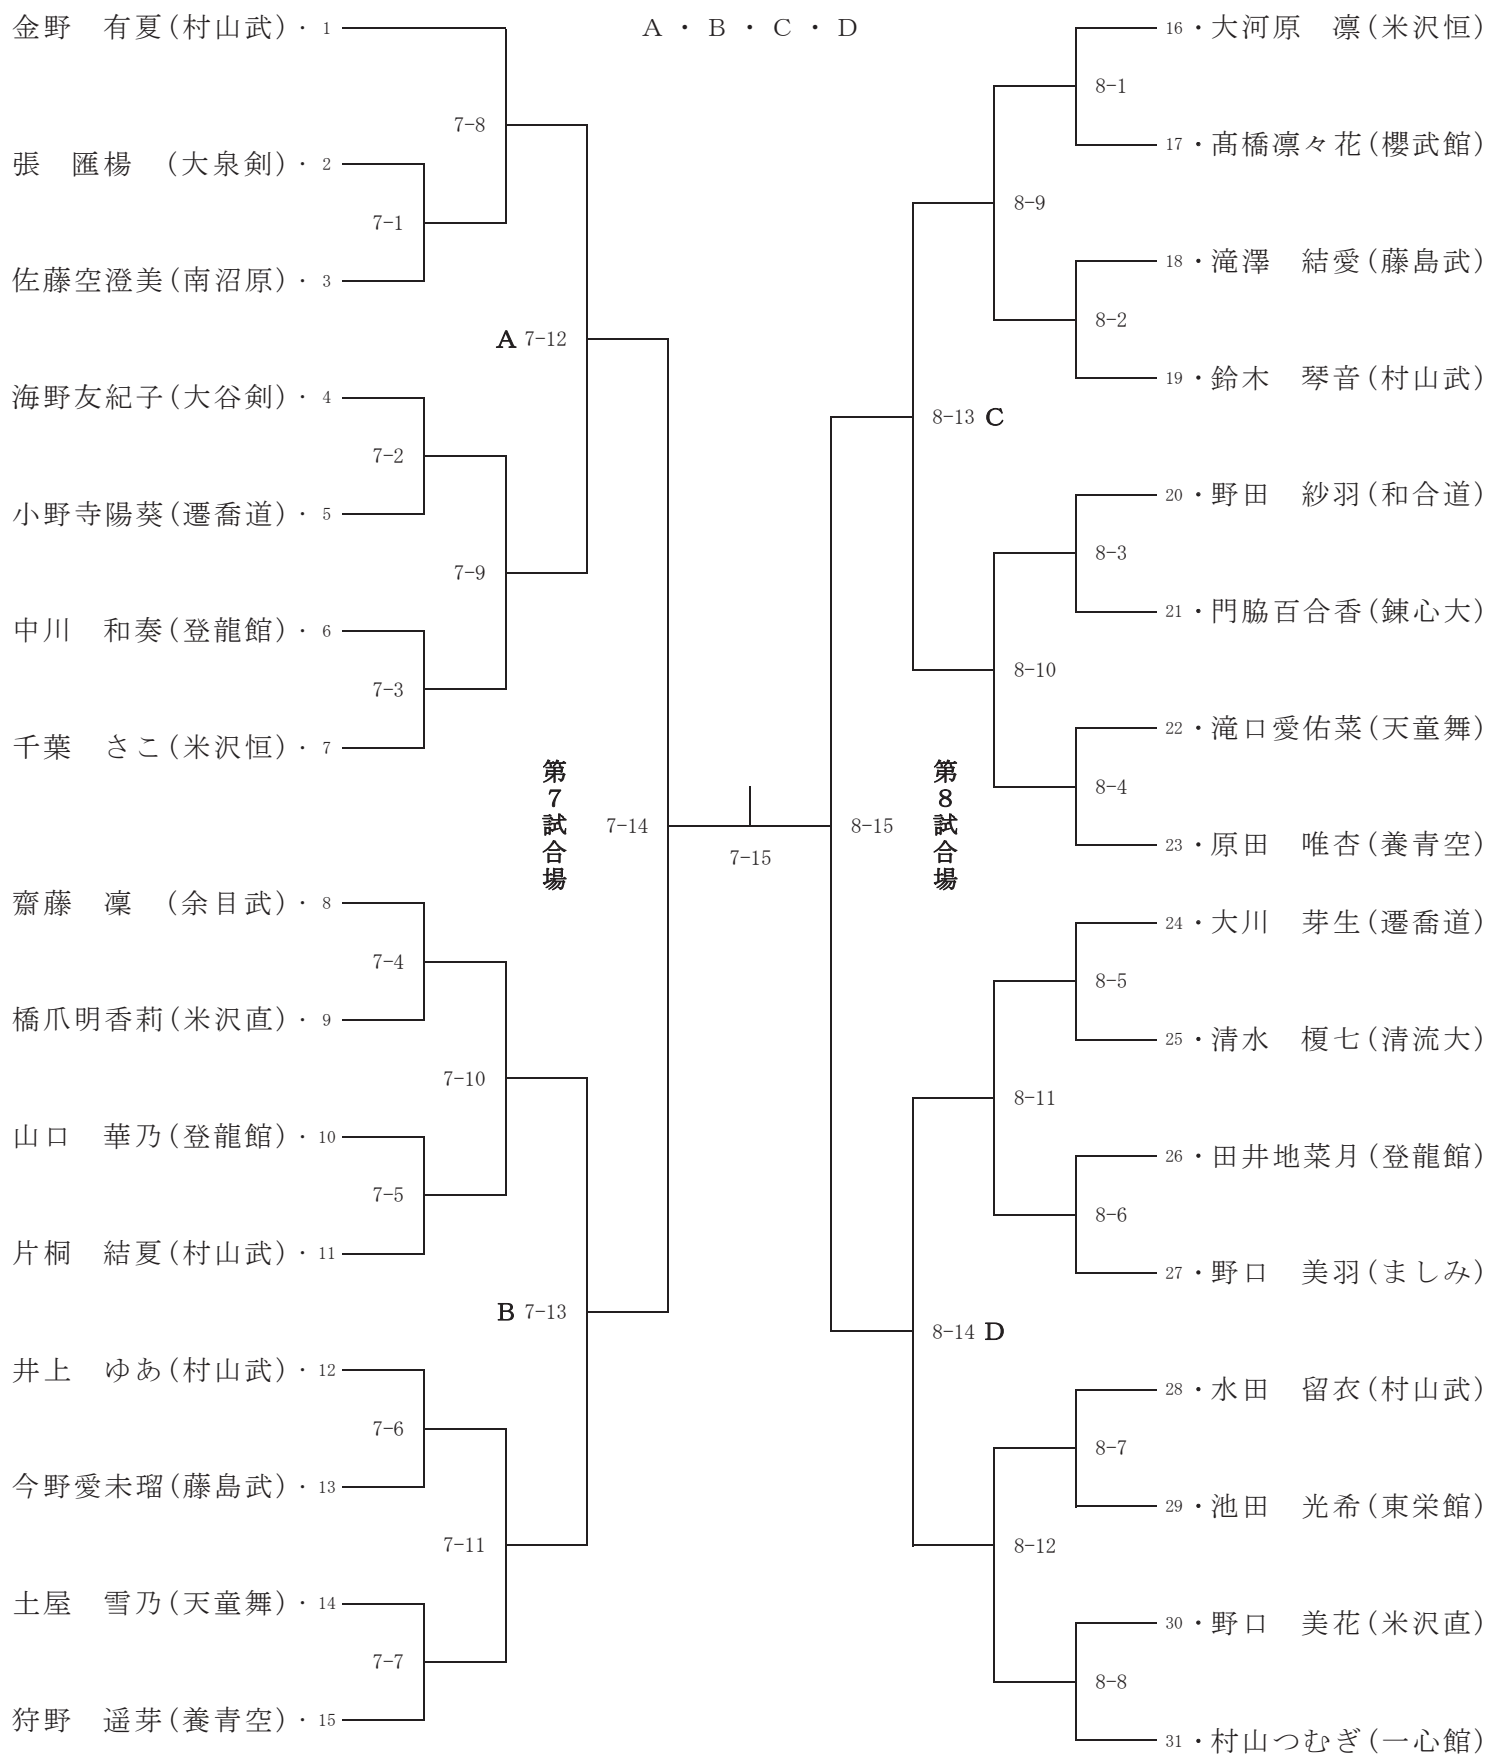 A・B・C・D
金野　有夏(村山武)・ 1
7-8
張　匯楊　(大泉剣)・ 2
7-1
佐藤空澄美(南沼原)・ 3
A 7-12
海野友紀子(大谷剣)・ 4
7-2
小野寺陽葵(遷喬道)・ 5
7-9
中川　和奏(登龍館)・ 6
7-3
千葉　さこ(米沢恒)・ 7
第7試合場
7-14
齋藤　凜　(余目武)・ 8
7-4
橋爪明香莉(米沢直)・ 9
7-10
山口　華乃(登龍館)・ 10
7-5
片桐　結夏(村山武)・ 11
B 7-13
井上　ゆあ(村山武)・ 12
7-6
今野愛未瑠(藤島武)・ 13
7-11
土屋　雪乃(天童舞)・ 14
7-7
狩野　遥芽(養青空)・ 15
7-15
16 ・大河原　凛(米沢恒)
8-1
17 ・髙橋凛々花(櫻武館)
8-9
18 ・滝澤　結愛(藤島武)
8-2
19 ・鈴木　琴音(村山武)
8-13 C
20 ・野田　紗羽(和合道)
8-3
21 ・門脇百合香(錬心大)
8-10
22 ・滝口愛佑菜(天童舞)
8-4
23 ・原田　唯杏(養青空)
8-15
第8試合場
24 ・大川　芽生(遷喬道)
8-5
25 ・清水　榎七(清流大)
8-11
26 ・田井地菜月(登龍館)
8-6
27 ・野口　美羽(ましみ)
8-14 D
28 ・水田　留衣(村山武)
8-7
29 ・池田　光希(東栄館)
8-12
30 ・野口　美花(米沢直)
8-8
31 ・村山つむぎ(一心館)